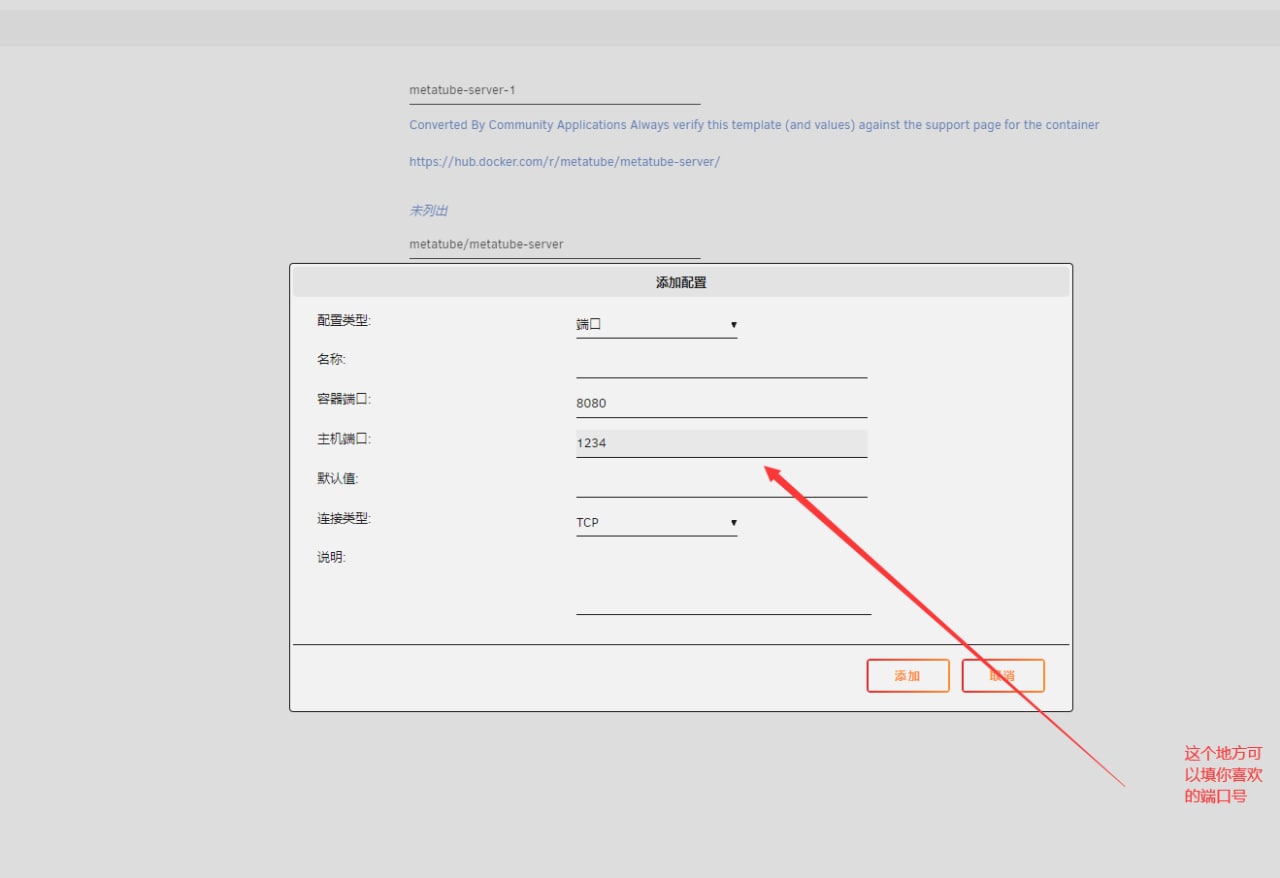 metatube-server-1
Converted By Community Applications Always verify this template (and values) against the support page for the container
https://hub.docker.com/r/metatube/metatube-server/
未列出
metatube/metatube-server
添加配置
配置类型:
端口
名称:
容器端口:
8080
主机端口:
1234
默认值:
连接类型:
TCP
说明:
添加
取消
这个地方可
以填你喜欢
的端口号